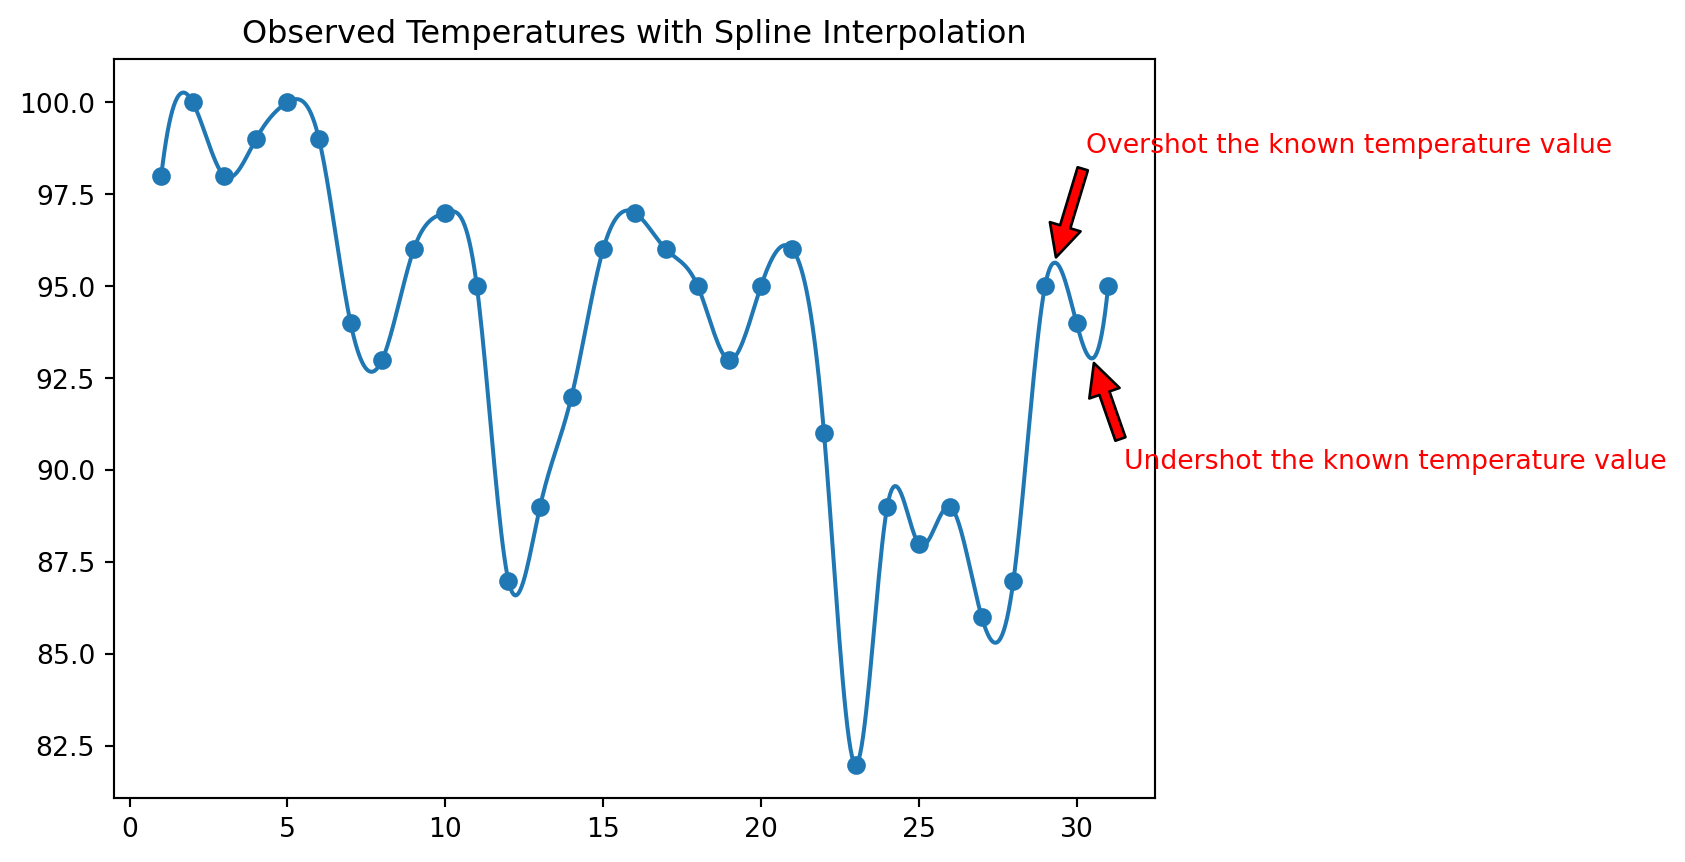 Observed Temperatures with Spline Interpolation
100.0
97.5
95.0
92.5
90.0
87.5
85.0
82.5
Overshot the known temperature value
Undershot the known temperature value
0 5 10 15 20 25 30